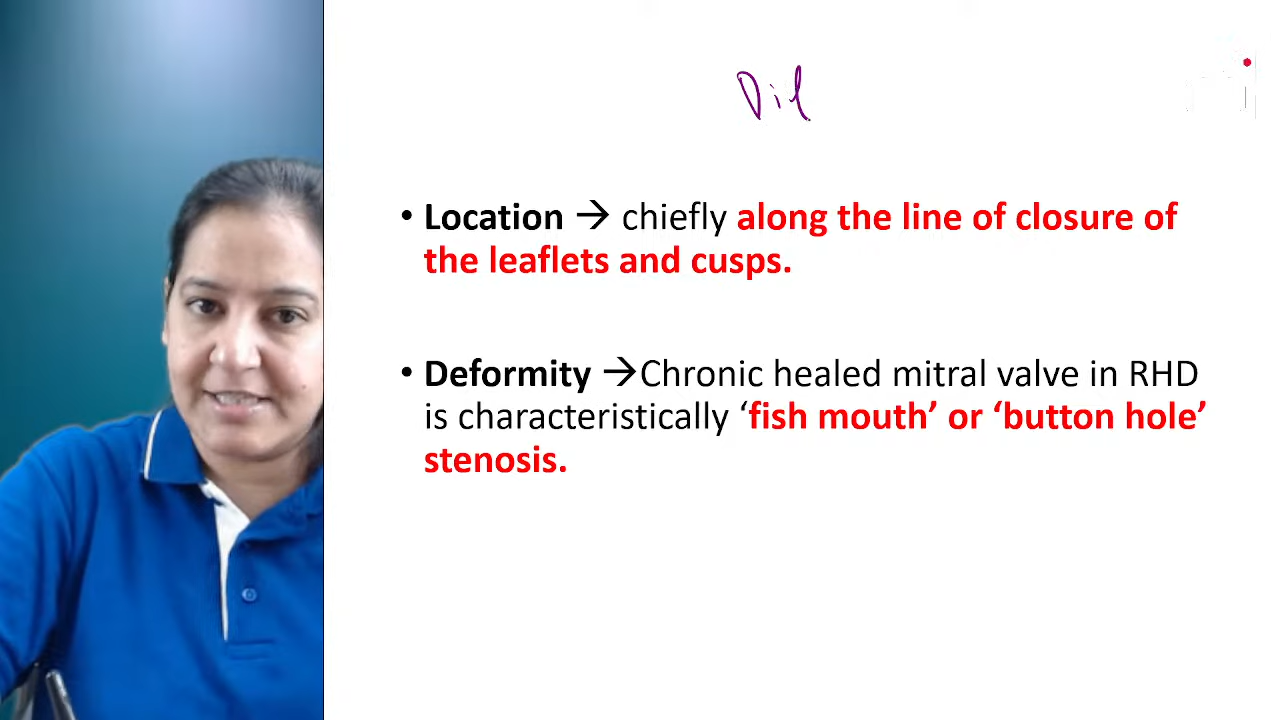 Dil
• Location → chiefly along the line of closure of
the leaflets and cusps.
• Deformity →Chronic healed mitral valve in RHD
is characteristically ‘fish mouth’ or ‘button hole’
stenosis.